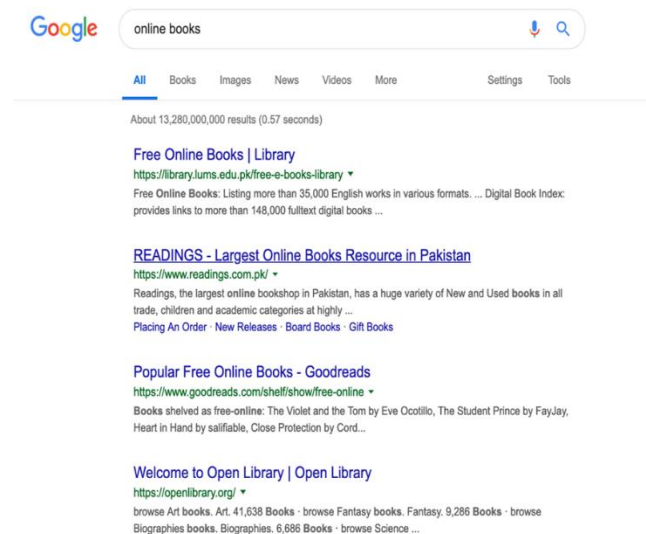 Google
online books
All Books Images News Videos More Settings Tools
About 13,280,000,000 results (0.57 seconds)
Free Online Books | Library
https://library.lums.edu.pk/free-e-books-library
Free Online Books: Listing more than 35,000 English works in various formats. ... Digital Book Index:
provides links to more than 148,000 fulltext digital books ...
READINGS - Largest Online Books Resource in Pakistan
https://www.readings.com.pk/
Readings, the largest online bookshop in Pakistan, has a huge variety of New and Used books in all
trade, children and academic categories at highly ...
Placing An Order · New Releases · Board Books · Gift Books
Popular Free Online Books - Goodreads
https://www.goodreads.com/shelf/show/free-online
Books shelved as free-online: The Violet and the Tom by Eve Ocotillo, The Student Prince by FayJay,
Heart in Hand by salifiable, Close Protection by Cord...
Welcome to Open Library | Open Library
https://openlibrary.org/
browse Art books. Art. 41,638 Books · browse Fantasy books. Fantasy. 9,286 Books · browse
Biographies books. Biographies. 6,686 Books · browse Science ...